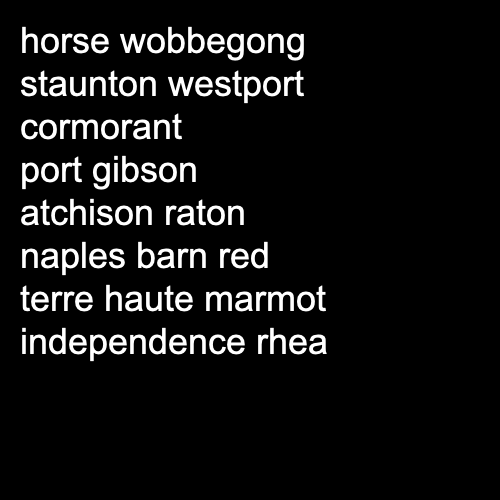 horse wobbegong
staunton westport
cormorant
port gibson
atchison raton
naples barn red
terre haute marmot
independence rhea